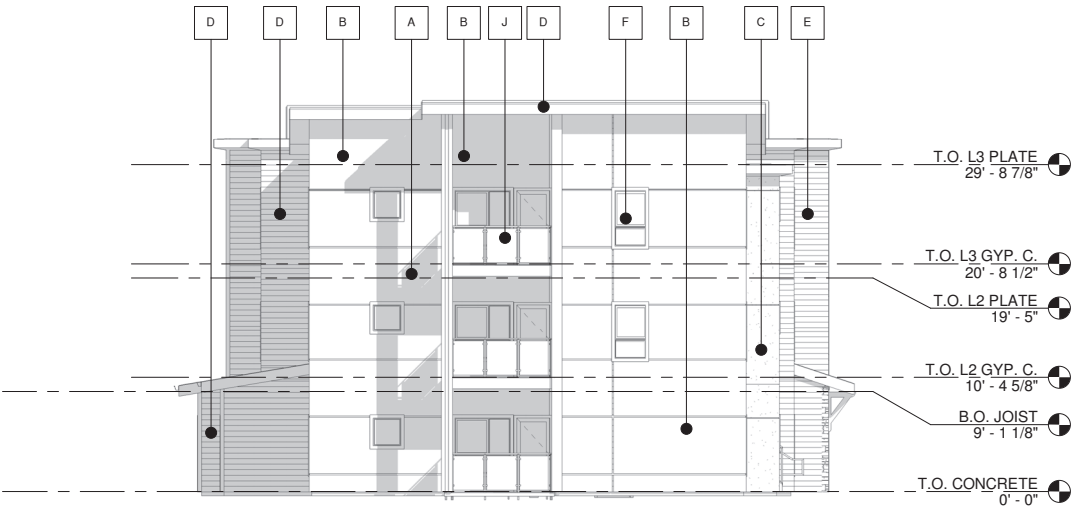 D D B A B J D F B C E
T.O. L3 PLATE
29' - 8 7/8"
T.O. L3 GYP. C.
20' - 8 1/2"
T.O. L2 PLATE
19' - 5"
T.O. L2 GYP. C.
10' - 4 5/8"
B.O. JOIST
9' - 1 1/8"
T.O. CONCRETE
0' - 0"